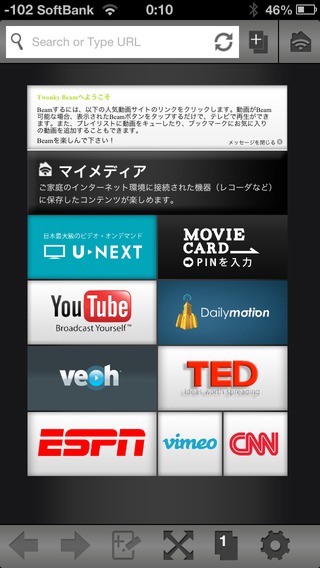 -102 SoftBank 0:10 46%
Search or Type URL
Twonky Beamへようこそ
Beamするには、以下の人気動画サイトのリンクをクリックします。動画がBeam
可能な場合、表示されたBeamボタンをタップするだけで、テレビで再生ができ
ます。また、プレイリストに動画をキューしたり、ブックマークにお気に入り
の動画を追加することもできます。
Beamを楽しんで下さい！
メッセージを閉じる
マイメディア
ご家庭のインターネット環境に接続された機器（レコーダなど）
に保存したコンテンツが楽しめます。
日本最大級のビデオ・オンデマンド
U-NEXT
MOVIE
CARD
PINを入力
YouTube
Broadcast Yourself™
Dailymotion
veoh
TED
Ideas worth spreading
ESPN
vimeo
CNN
1